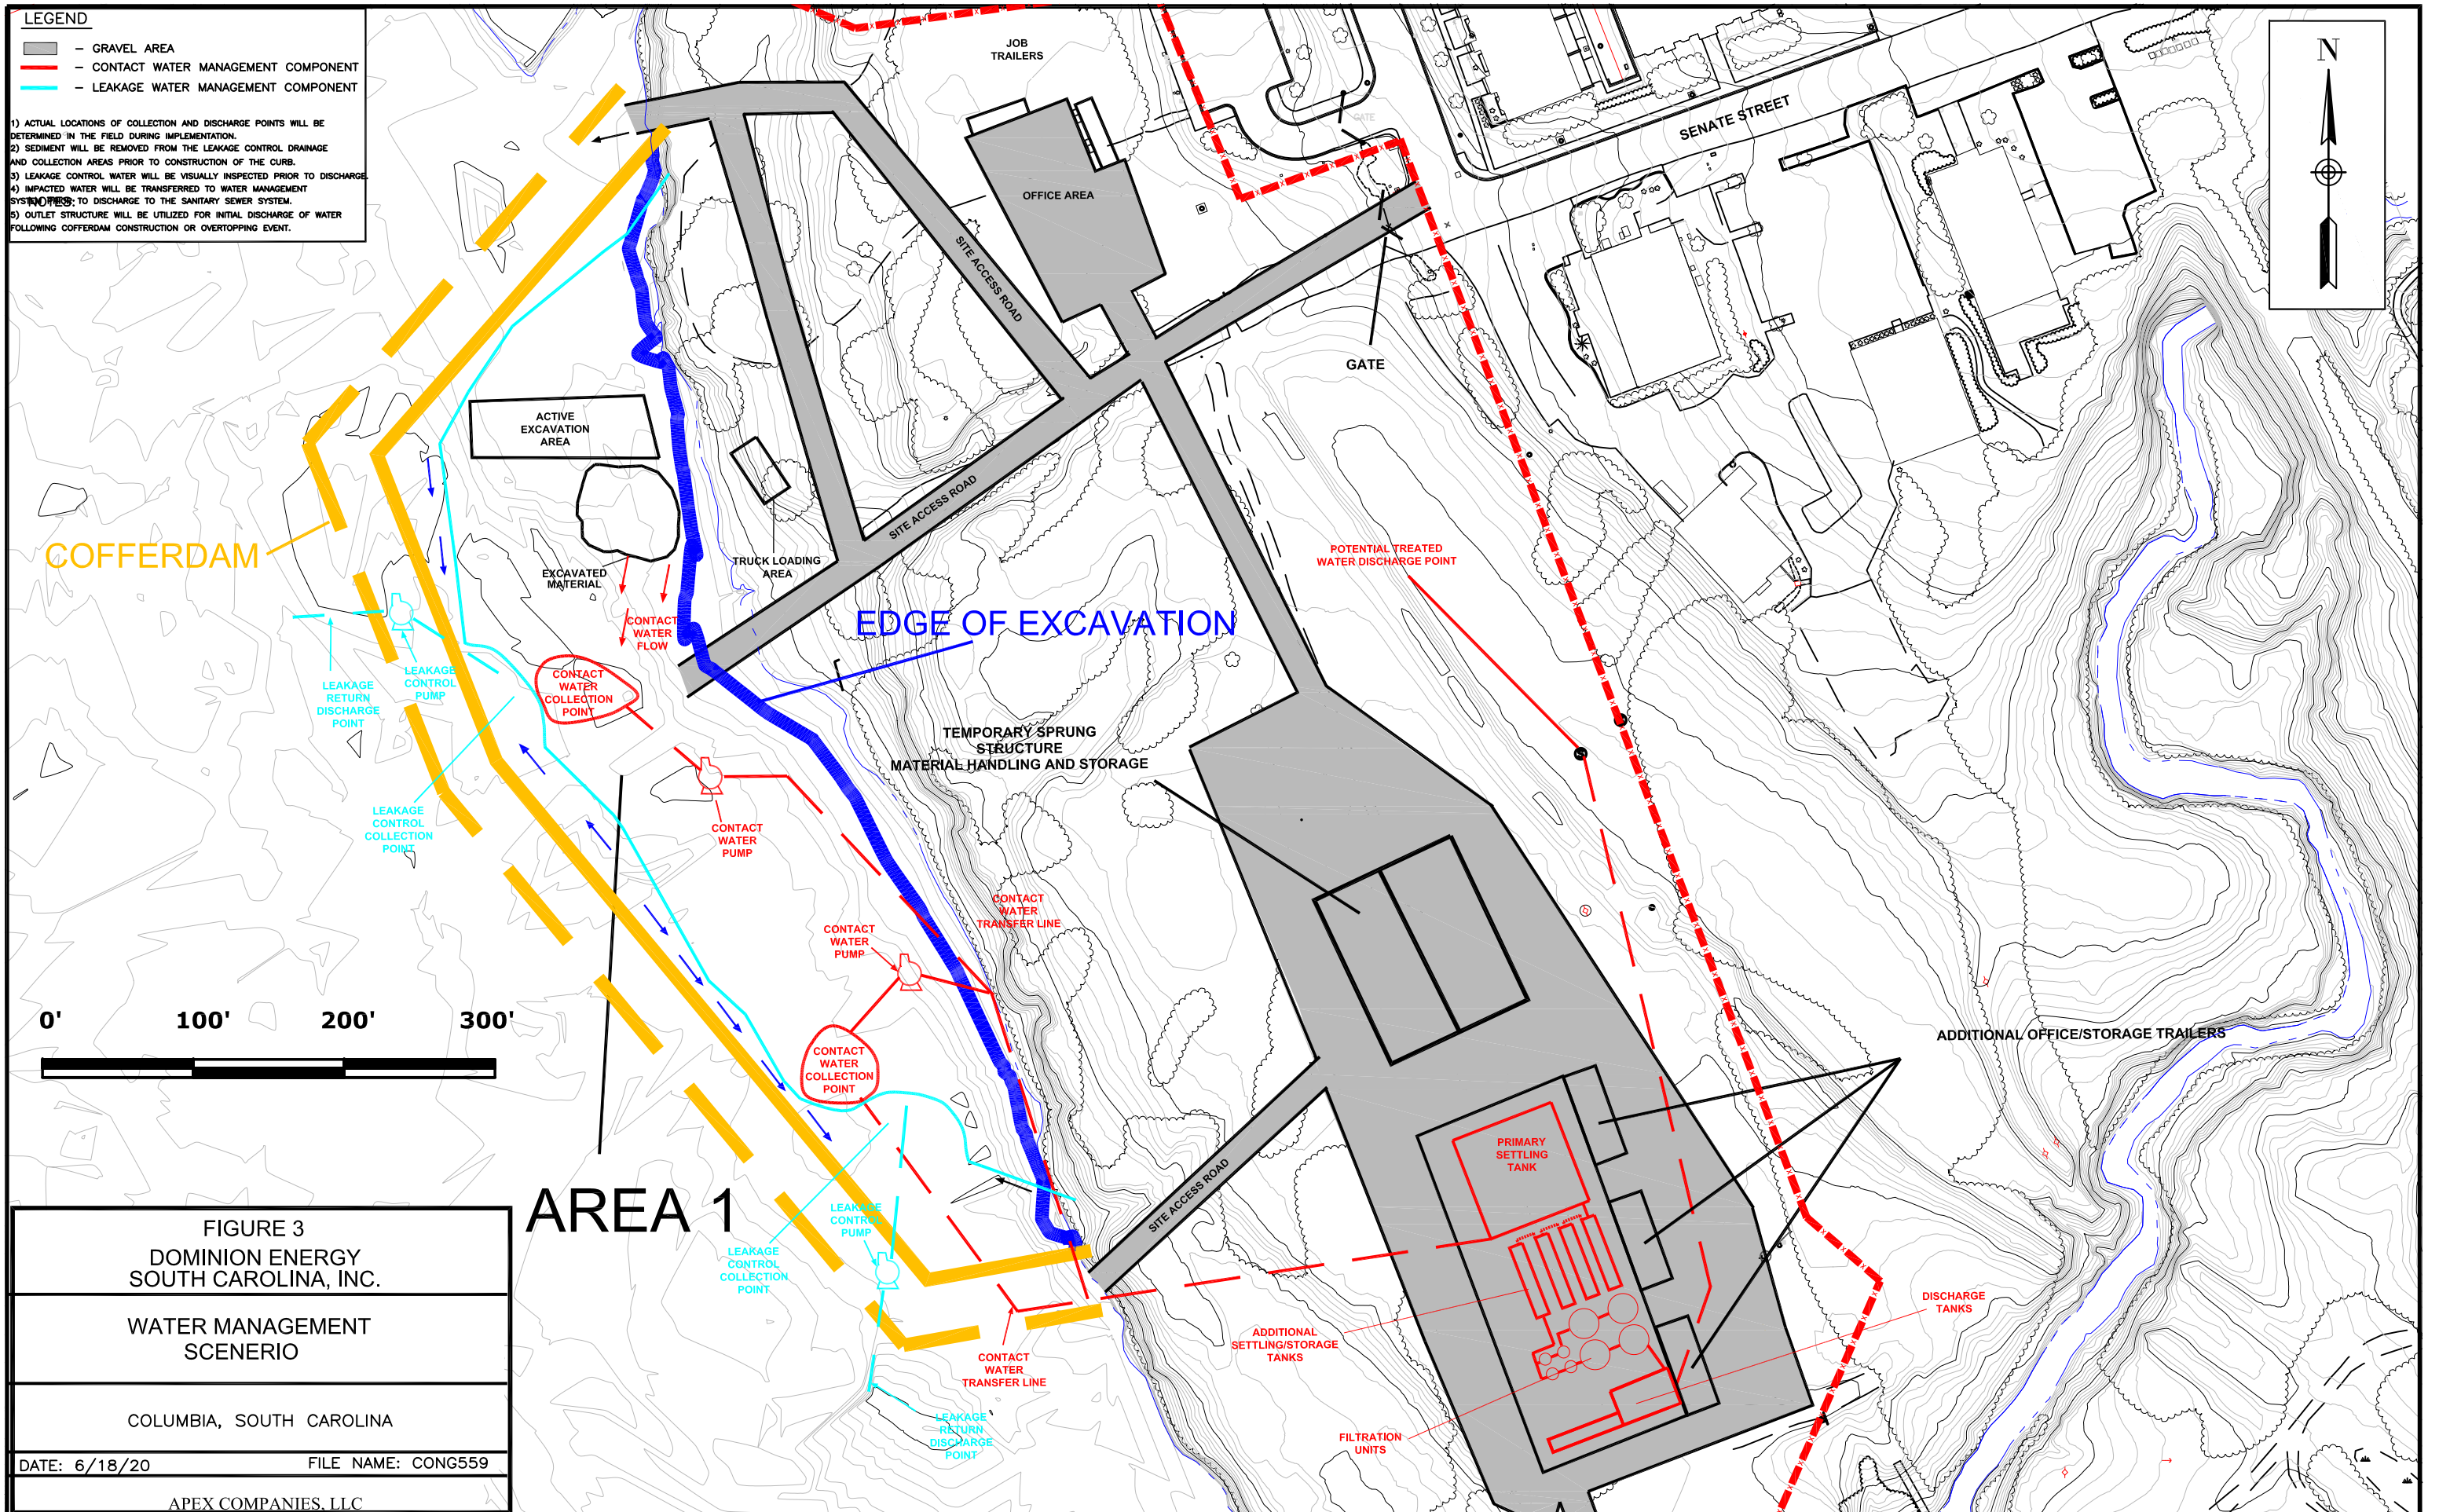 LEGEND
– GRAVEL AREA
– CONTACT WATER MANAGEMENT COMPONENT
– LEAKAGE WATER MANAGEMENT COMPONENT
1) ACTUAL LOCATIONS OF COLLECTION AND DISCHARGE POINTS WILL BE
DETERMINED IN THE FIELD DURING IMPLEMENTATION.
2) SEDIMENT WILL BE REMOVED FROM THE LEAKAGE CONTROL DRAINAGE
AND COLLECTION AREAS PRIOR TO CONSTRUCTION OF THE CURB.
3) LEAKAGE CONTROL WATER WILL BE VISUALLY INSPECTED PRIOR TO DISCHARGE.
4) IMPACTED WATER WILL BE TRANSFERRED TO WATER MANAGEMENT
SYSTEM PRIOR TO DISCHARGE TO THE SANITARY SEWER SYSTEM.
NOTES:
5) OUTLET STRUCTURE WILL BE UTILIZED FOR INITIAL DISCHARGE OF WATER
FOLLOWING COFFERDAM CONSTRUCTION OR OVERTOPPING EVENT.
JOB
TRAILERS
OFFICE AREA
GATE
SENATE STREET
N
SITE ACCESS ROAD
GATE
ACTIVE
EXCAVATION
AREA
SITE ACCESS ROAD
COFFERDAM
EXCAVATED
MATERIAL
TRUCK LOADING
AREA
POTENTIAL TREATED
WATER DISCHARGE POINT
EDGE OF EXCAVATION
CONTACT
WATER
FLOW
LEAKAGE
CONTROL
PUMP
LEAKAGE
RETURN
DISCHARGE
POINT
CONTACT
WATER
COLLECTION
POINT
TEMPORARY SPRUNG
STRUCTURE
MATERIAL HANDLING AND STORAGE
LEAKAGE
CONTROL
COLLECTION
POINT
CONTACT
WATER
PUMP
CONTACT
WATER
TRANSFER LINE
CONTACT
WATER
PUMP
0' 100' 200' 300'
CONTACT
WATER
COLLECTION
POINT
ADDITIONAL OFFICE/STORAGE TRAILERS
PRIMARY
SETTLING
TANK
SITE ACCESS ROAD
AREA 1
LEAKAGE
CONTROL
PUMP
LEAKAGE
CONTROL
COLLECTION
POINT
DISCHARGE
TANKS
ADDITIONAL
SETTLING/STORAGE
TANKS
CONTACT
WATER
TRANSFER LINE
LEAKAGE
RETURN
DISCHARGE
POINT
FILTRATION
UNITS
FIGURE 3
DOMINION ENERGY
SOUTH CAROLINA, INC.
WATER MANAGEMENT
SCENERIO
COLUMBIA, SOUTH CAROLINA
DATE: 6/18/20 FILE NAME: CONG559
APEX COMPANIES, LLC